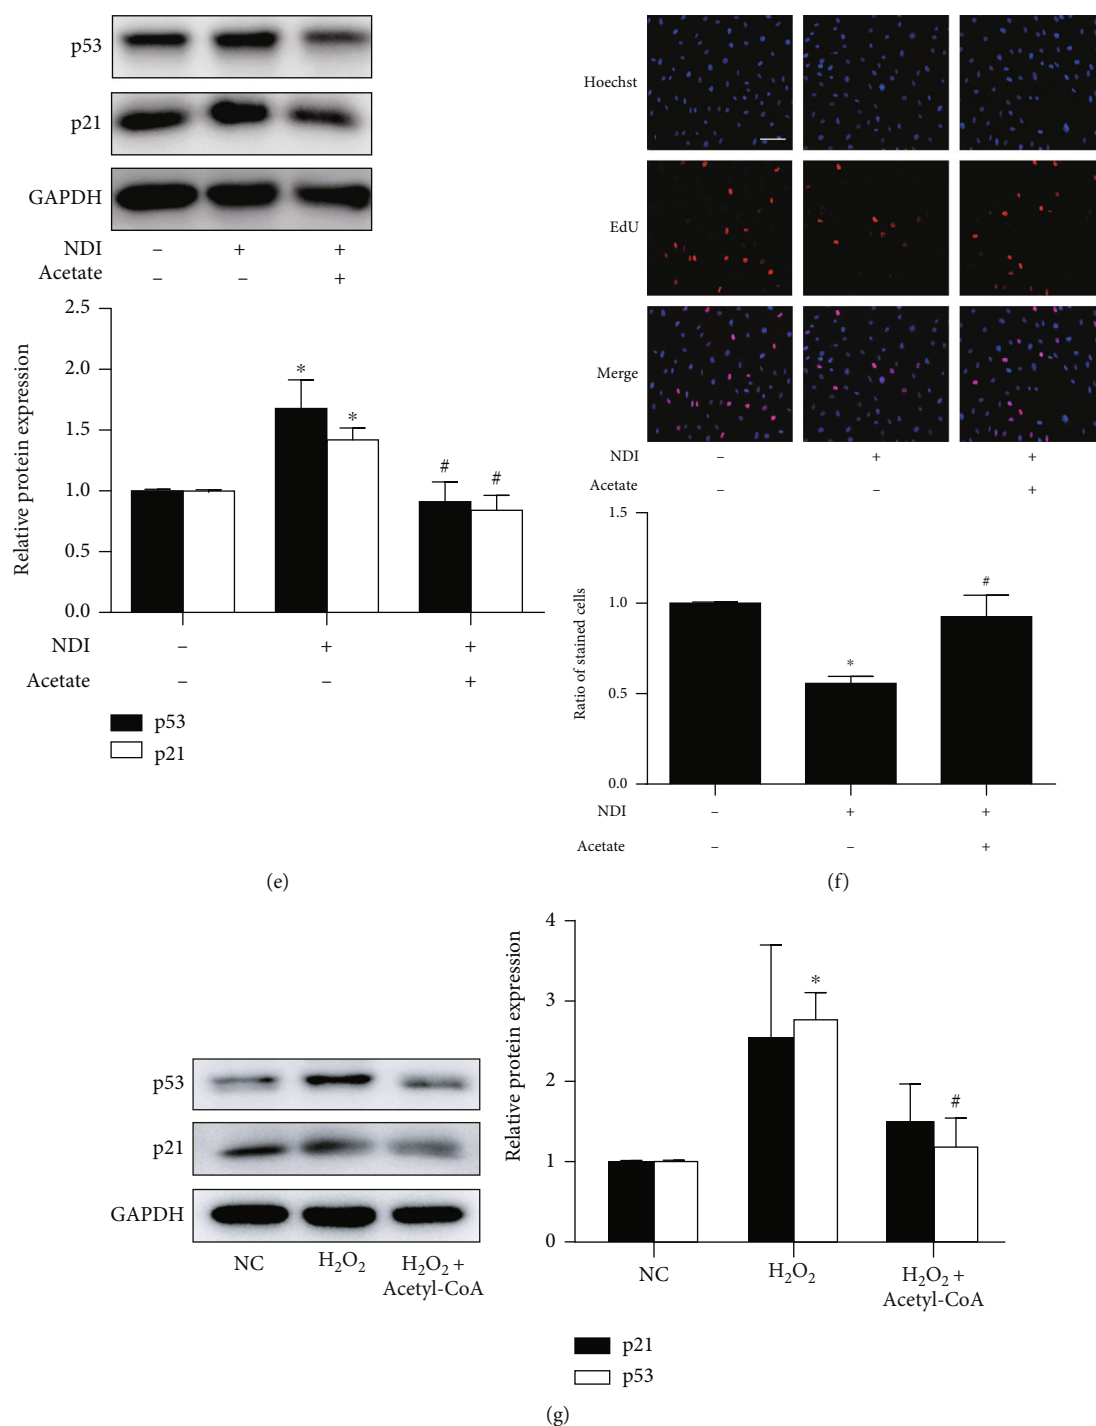 p53
p21
GAPDH
NDI – + +
Acetate – – +
2.5
2.0
1.5
1.0
0.5
0.0
Relative protein expression
* * # #
NDI – + +
Acetate – – +
p53
p21
(e)
Hoechst
EdU
Merge
NDI – + +
Acetate – – +
1.5
1.0
0.5
0.0
Ratio of stained cells
* #
NDI – + +
Acetate – – +
(f)
p53
p21
GAPDH
NC H₂O₂ H₂O₂ +
Acetyl-CoA
4
3
2
1
0
Relative protein expression
* #
NC H₂O₂ H₂O₂ +
Acetyl-CoA
p21
p53
(g)